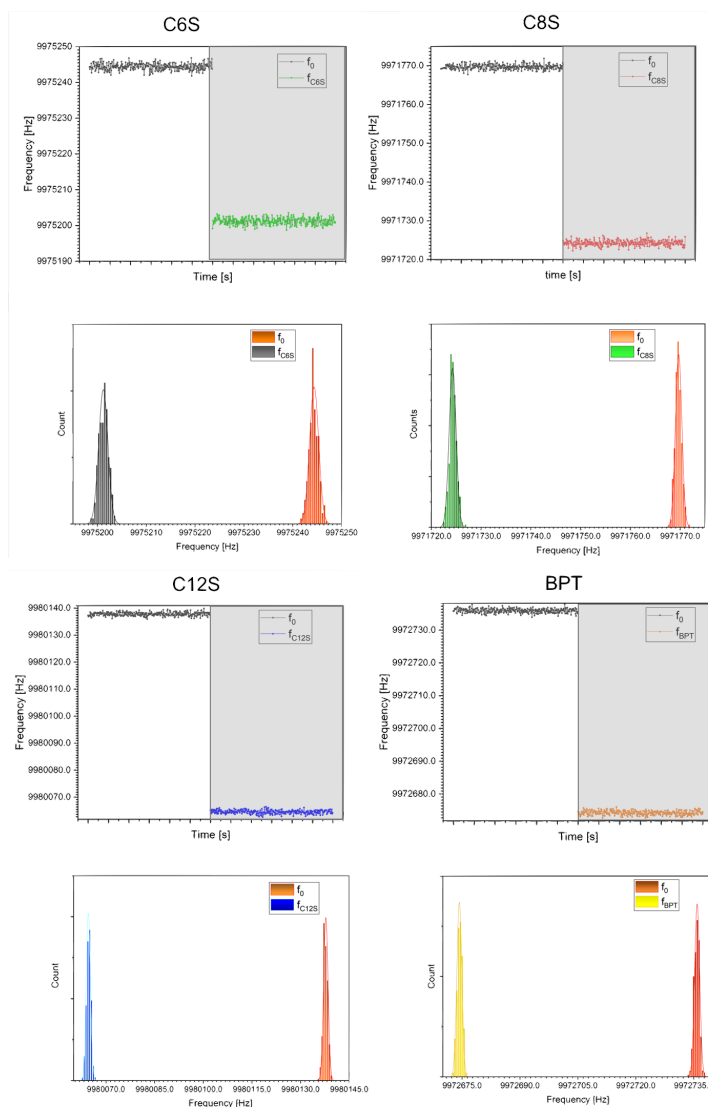 C6S
C8S
9975250
9975240
9975230
9975220
9975210
9975200
9975190
Frequency [Hz]
Time [s]
f0
fC6S
9971770.0
9971760.0
9971750.0
9971740.0
9971730.0
9971720.0
Frequency [Hz]
time [s]
f0
fC8S
Count
f0
fC6S
9975200 9975210 9975223 9975230 9975244 9975250
Frequency [Hz]
Counts
f0
fC8S
9971720.0 9971730.0 9971740.0 9971750.0 9971760.0 9971770.0
Frequency [Hz]
C12S
BPT
9980140.0
9980131.0
9980110.0
9980100.0
9980090.0
9980080.0
9980070.0
Frequency [Hz]
Time [s]
f0
fC12S
9972730.0
9972720.0
9972710.0
9972700.0
9972690.0
9972680.0
Frequency [Hz]
Time [s]
f0
fBPT
Count
f0
fC12S
9980070.0 9980085.0 9980100.0 9980115.0 9980130.0 9980145.0
Frequency [Hz]
Count
f0
fBPT
9972675.0 9972690.0 9972705.0 9972720.0 9972735.
Frequency [Hz]